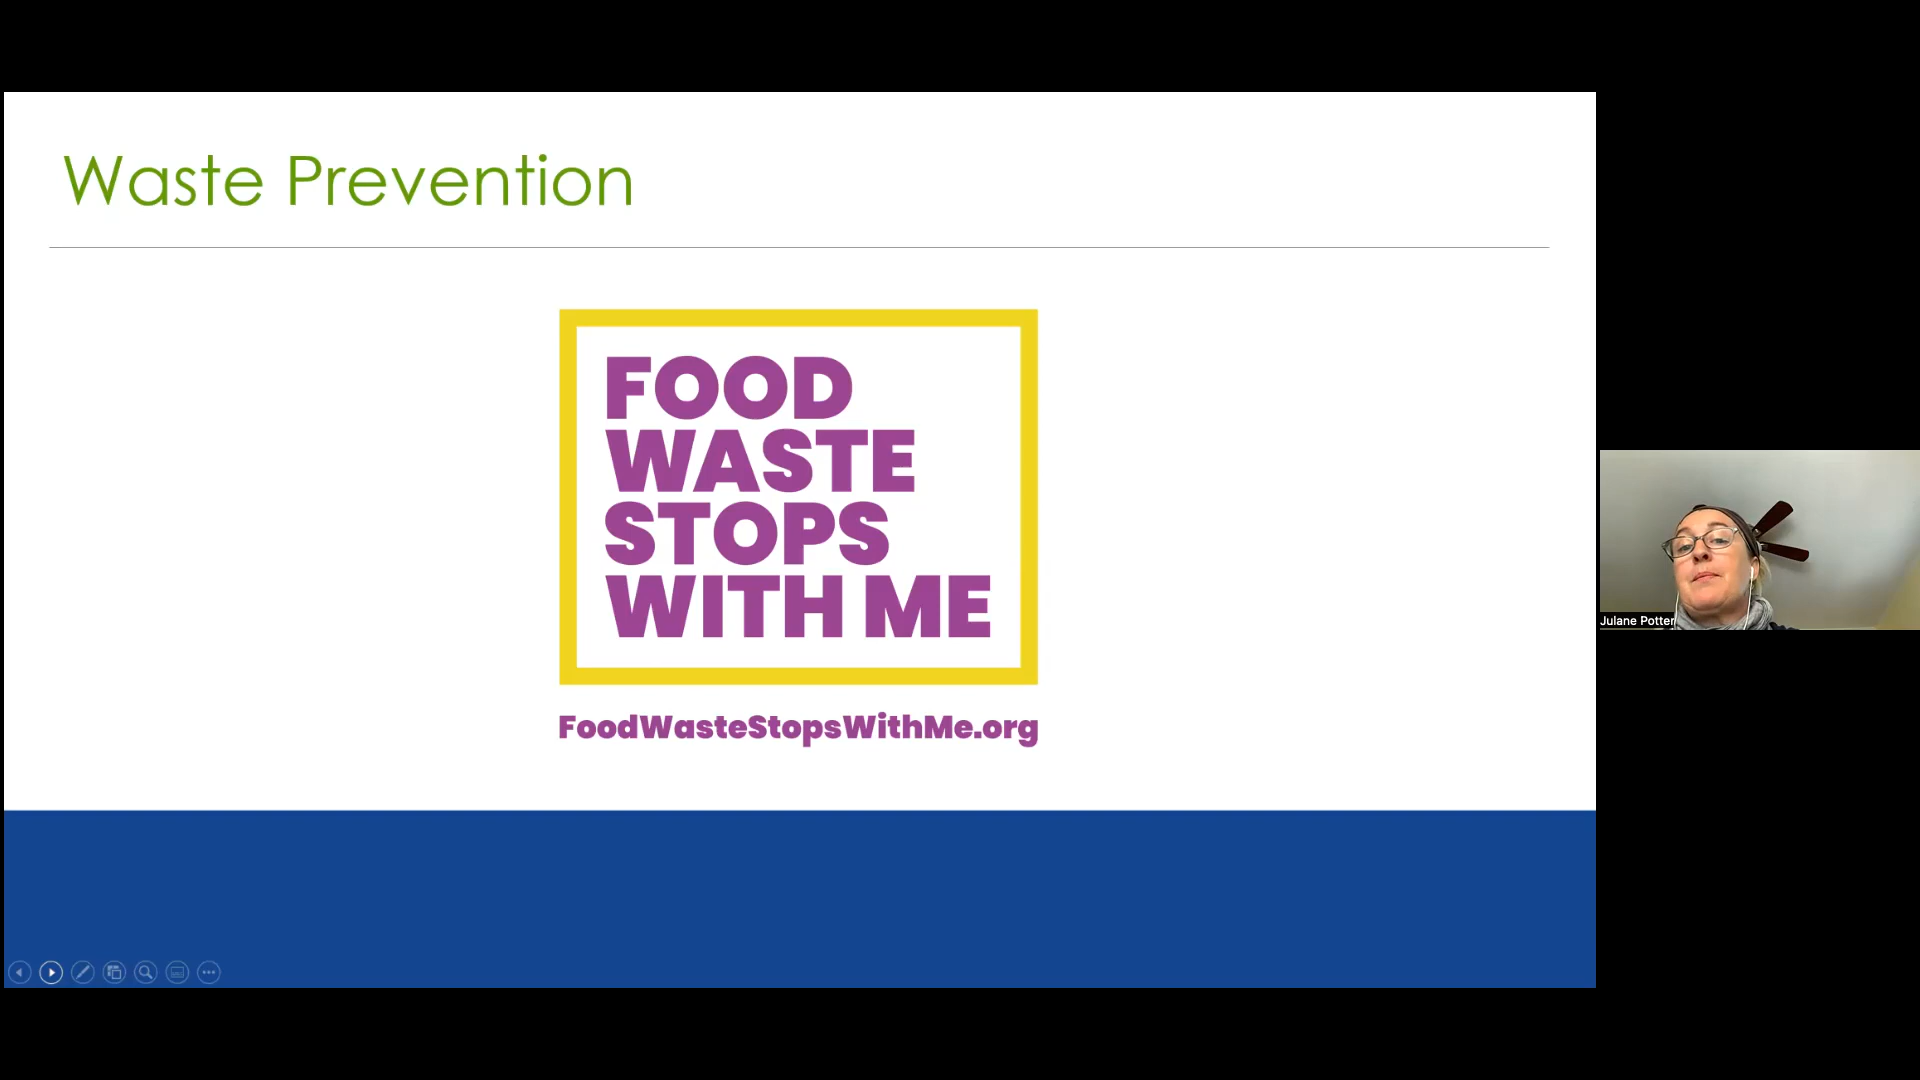 Waste Prevention
FOOD
WASTE
STOPS
WITH ME
FoodWasteStopsWithMe.org
Julane Potter